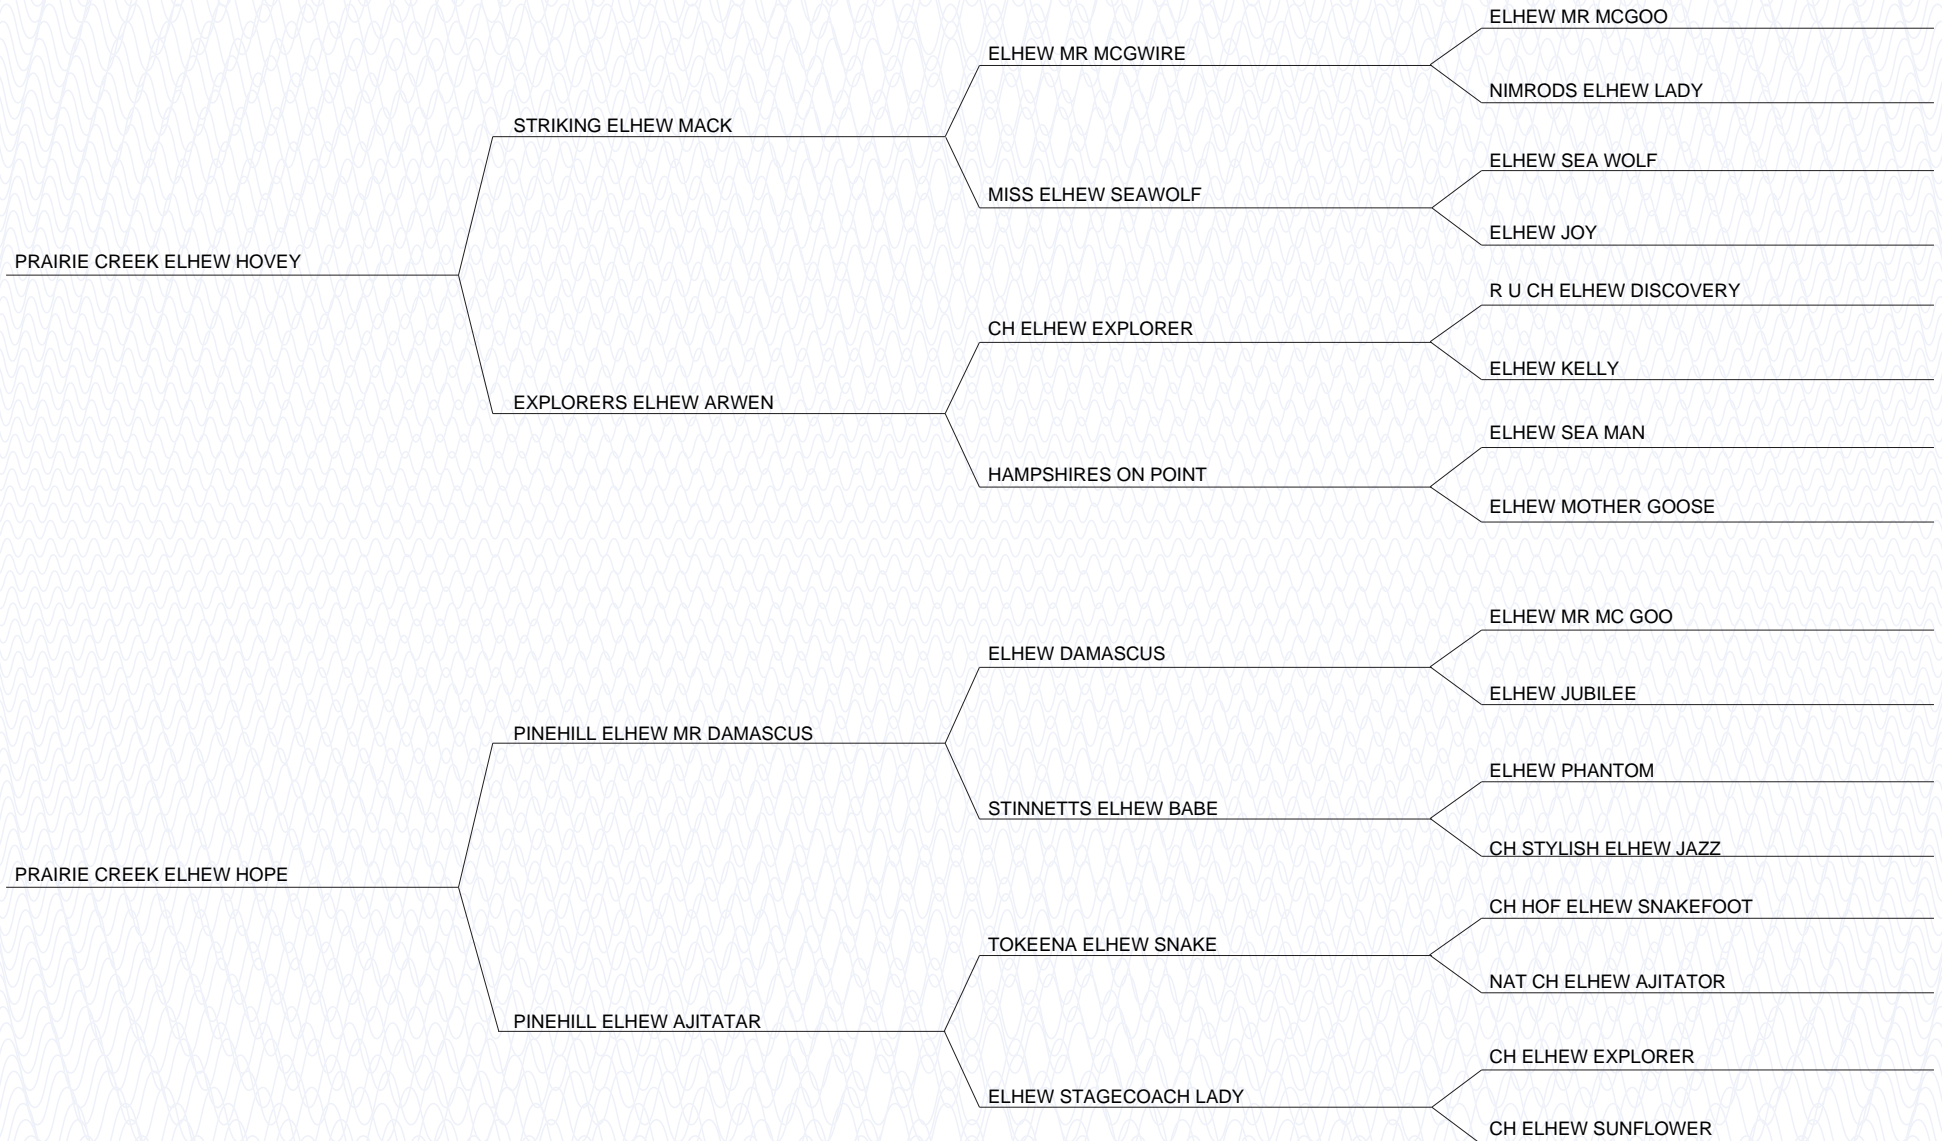 ELHEW MR MCGOO
ELHEW MR MCGWIRE
NIMRODS ELHEW LADY
STRIKING ELHEW MACK
ELHEW SEA WOLF
MISS ELHEW SEAWOLF
ELHEW JOY
PRAIRIE CREEK ELHEW HOVEY
R U CH ELHEW DISCOVERY
CH ELHEW EXPLORER
ELHEW KELLY
EXPLORERS ELHEW ARWEN
ELHEW SEA MAN
HAMPSHIRES ON POINT
ELHEW MOTHER GOOSE
ELHEW MR MC GOO
ELHEW DAMASCUS
ELHEW JUBILEE
PINEHILL ELHEW MR DAMASCUS
ELHEW PHANTOM
STINNETTS ELHEW BABE
CH STYLISH ELHEW JAZZ
PRAIRIE CREEK ELHEW HOPE
CH HOF ELHEW SNAKEFOOT
TOKEENA ELHEW SNAKE
NAT CH ELHEW AJITATOR
PINEHILL ELHEW AJITATAR
CH ELHEW EXPLORER
ELHEW STAGECOACH LADY
CH ELHEW SUNFLOWER